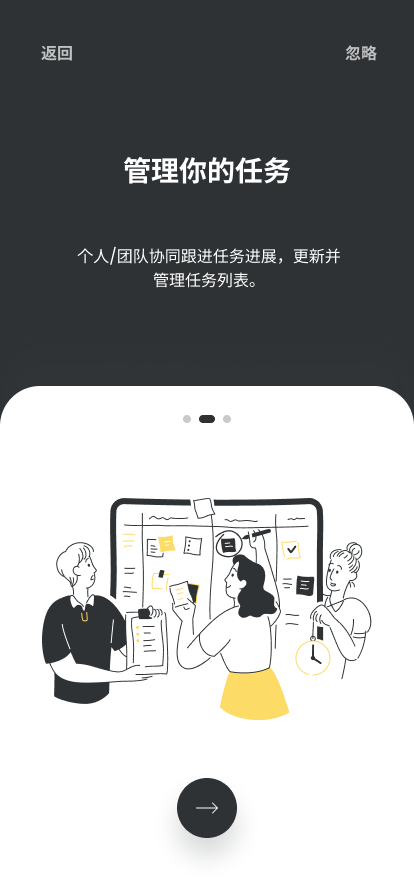 返回
忽略
管理你的任务
个人/团队协同跟进任务进展，更新并
管理任务列表。